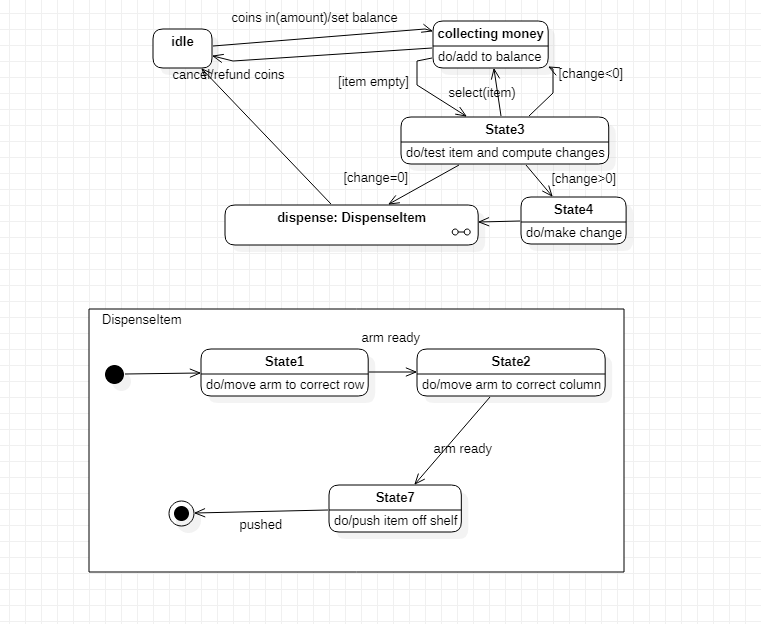 coins in(amount)/set balance
idle
collecting money
do/add to balance
cancel/refund coins
[item empty]
select(item)
[change<0]
State3
do/test item and compute changes
[change=0]
[change>0]
dispense: DispenseItem
State4
do/make change
DispenseItem
arm ready
State1
do/move arm to correct row
State2
do/move arm to correct column
arm ready
State7
do/push item off shelf
pushed